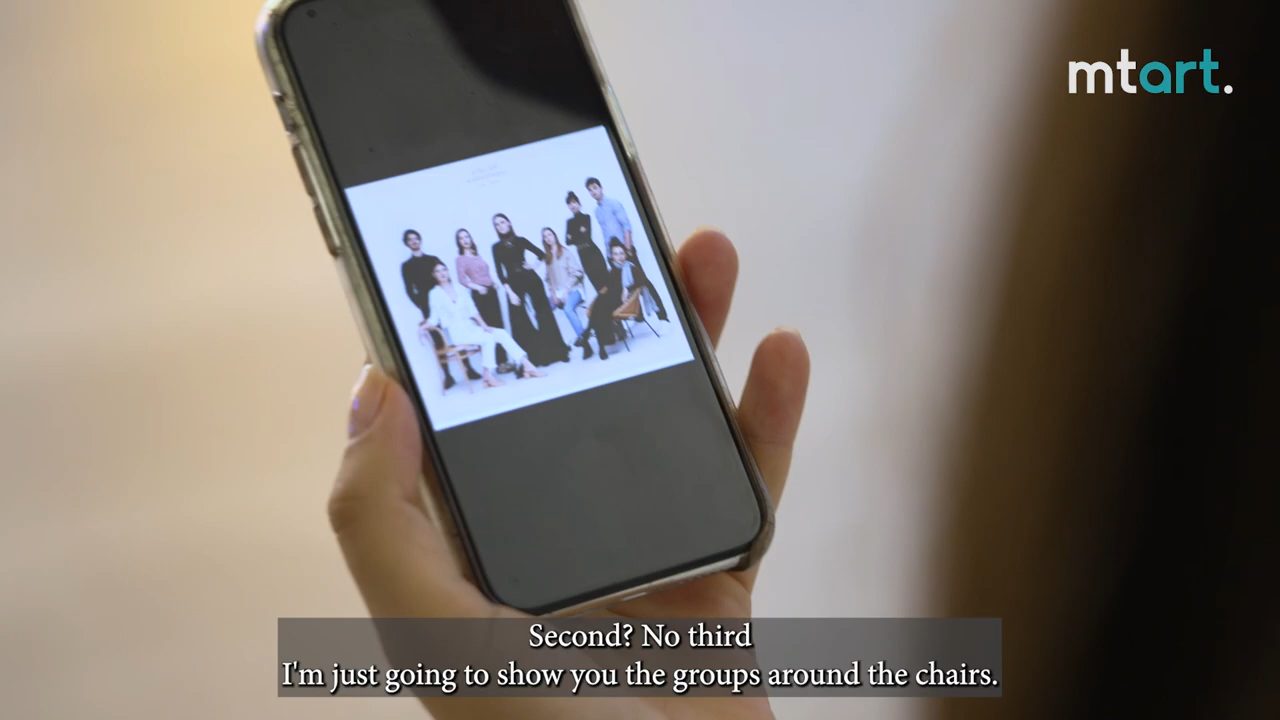 mtart.
Second? No third
I'm just going to show you the groups around the chairs.